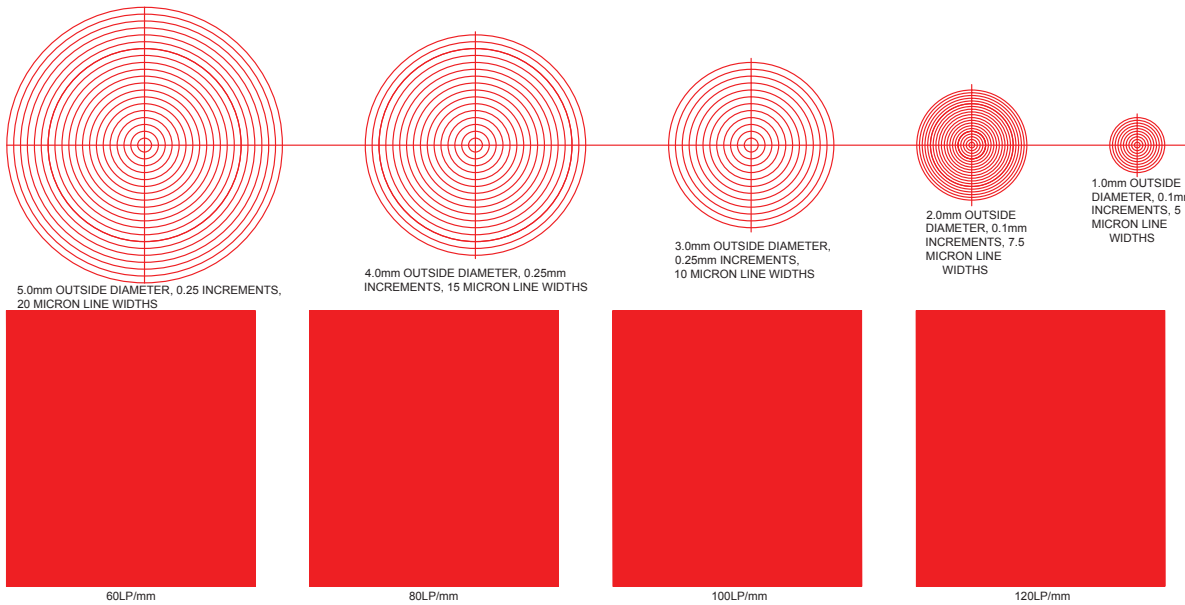 5.0mm OUTSIDE DIAMETER, 0.25 INCREMENTS,
20 MICRON LINE WIDTHS
4.0mm OUTSIDE DIAMETER, 0.25mm
INCREMENTS, 15 MICRON LINE WIDTHS
3.0mm OUTSIDE DIAMETER,
0.25mm INCREMENTS,
10 MICRON LINE WIDTHS
2.0mm OUTSIDE
DIAMETER, 0.1mm
INCREMENTS, 7.5
MICRON LINE
WIDTHS
1.0mm OUTSIDE
DIAMETER, 0.1m
INCREMENTS, 5
MICRON LINE
WIDTHS
60LP/mm
80LP/mm
100LP/mm
120LP/mm